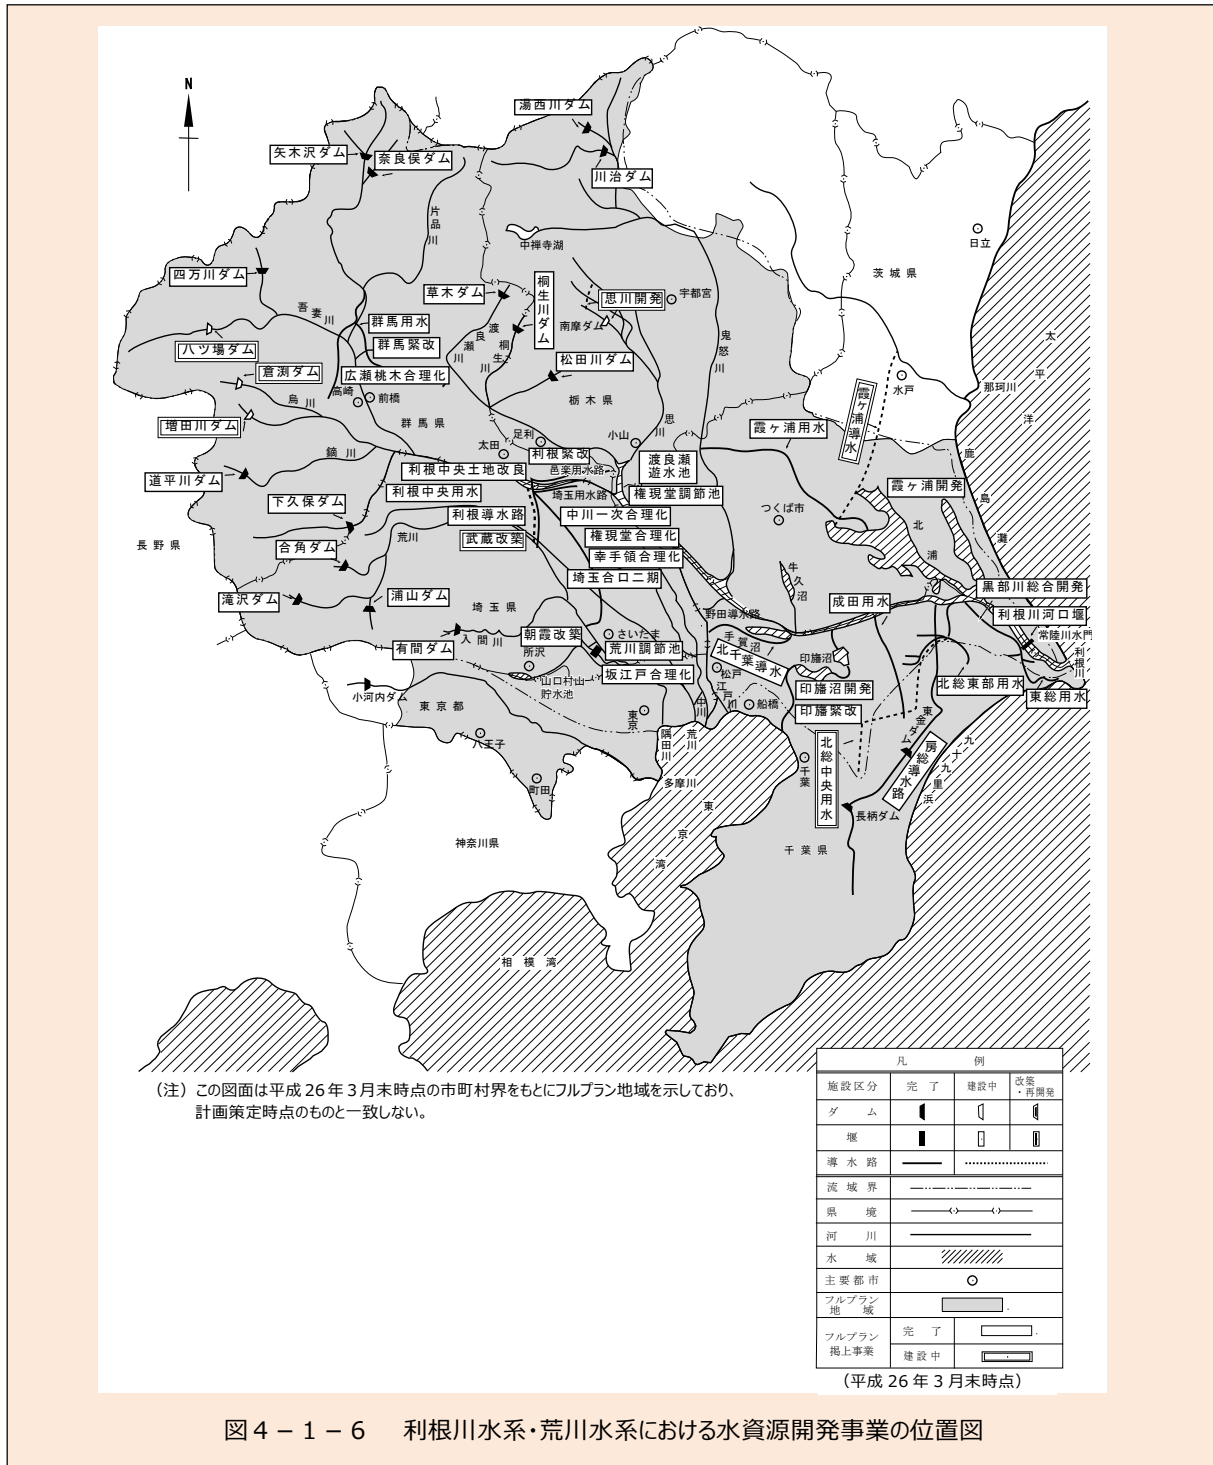 N
湯西川ダム
矢木沢ダム
奈良俣ダム
川治ダム
片品川
中禅寺湖
日立
茨城県
四万川ダム
吾妻川
草木ダム
桐生川ダム
思川開発
宇都宮
南摩ダム
群馬用水
群馬緊改
八ツ場ダム
倉渕ダム
広瀬桃木合理化
渡良瀬川
桐生川
松田川ダム
鬼怒川
太平洋
那珂川
水戸
霞ヶ浦導水
烏川
高崎
前橋
群馬県
栃木県
増田川ダム
鏑川
太田
足利
小山
思川
霞ヶ浦用水
鹿島灘
道平川ダム
利根中央土地改良
利根緊改
邑楽用水路
渡良瀬遊水池
霞ヶ浦開発
下久保ダム
利根中央用水
埼玉用水路
権現堂調節池
つくば市
北浦
長野県
合角ダム
荒川
利根導水路
武蔵改築
中川一次合理化
権現堂合理化
幸手領合理化
埼玉合口二期
牛久沼
黒部川総合開発
滝沢ダム
浦山ダム
埼玉県
野田導水路
成田用水
利根川河口堰
常陸川水門
利根川
有間ダム
入間川
朝霞改築
さいたま
荒川調節池
手賀沼
北千葉導水
印旛沼
所沢
坂江戸合理化
松戸
江戸川
印旛沼開発
北総東部用水
東総用水
小河内ダム
山口村山貯水池
東京都
東京
中川
船橋
印旛緊改
東金ダム
八王子
隅田川
荒川
北総中央用水
房総導水路
九十九里浜
千葉
町田
多摩川
長柄ダム
東京湾
神奈川県
千葉県
相模湾
(注) この図面は平成26年3月末時点の市町村界をもとにフルプラン地域を示しており、
計画策定時点のものと一致しない。
凡 例
施設区分 完了 建設中 改築・再開発
ダム
堰
導水路
流域界
県境
河川
水域
主要都市
フルプラン地域
フルプラン掲上事業 完了
建設中
(平成26年3月末時点)
図4－1－6 利根川水系・荒川水系における水資源開発事業の位置図